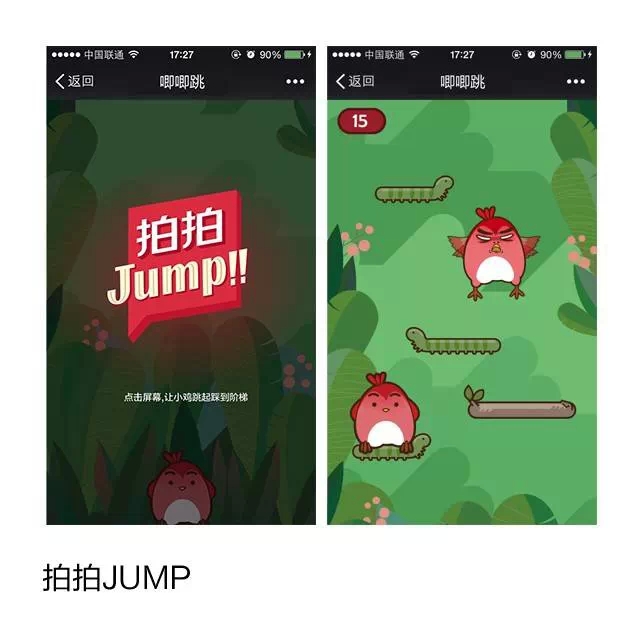 中国联通 17:27 90%
返回 唧唧跳
拍拍
Jump!!
点击屏幕,让小鸡跳起踩到阶梯
中国联通 17:27 90%
返回 唧唧跳
15
拍拍JUMP